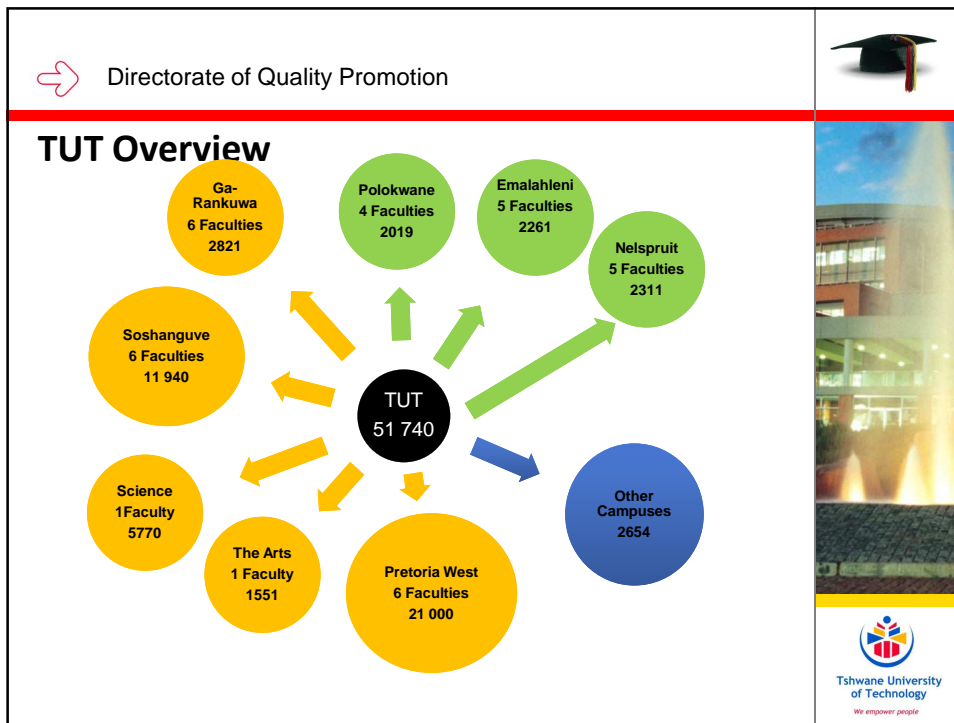 Directorate of Quality Promotion
TUT Overview
Ga-
Rankuwa
6 Faculties
2821
Polokwane
4 Faculties
2019
Emalahleni
5 Faculties
2261
Nelspruit
5 Faculties
2311
Soshanguve
6 Faculties
11 940
TUT
51 740
Science
1Faculty
5770
The Arts
1 Faculty
1551
Pretoria West
6 Faculties
21 000
Other
Campuses
2654
Tshwane University
of Technology
We empower people